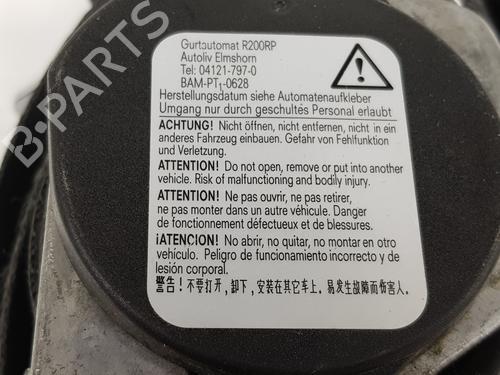 Gurtautomat R200RP
Autoliv Elmshorn
Tel: 04121-797-0
BAM-PT1-0628
Herstellungsdatum siehe Automatenaufkleber
Umgang nur durch geschultes Personal erlaubt
ACHTUNG! Nicht öffnen, nicht entfernen, nicht in ein
anderes Fahrzeug einbauen. Gefahr von Fehlfunktion
und Verletzung.
ATTENTION! Do not open, remove or put into another
vehicle. Risk of malfunctioning and bodily injury.
ATTENTION! Ne pas ouvrir, ne pas retirer,
ne pas monter dans un autre véhicule. Danger
de fonctionnement défectueux et de blessures.
¡ATENCION! No abrir, no quitar, no montar en otro
vehículo. Peligro de funcionamiento incorrecto y de
lesión corporal.
警告！不要打开，卸下，安装在其它车上。易发生故障而伤害人。
B-PARTS